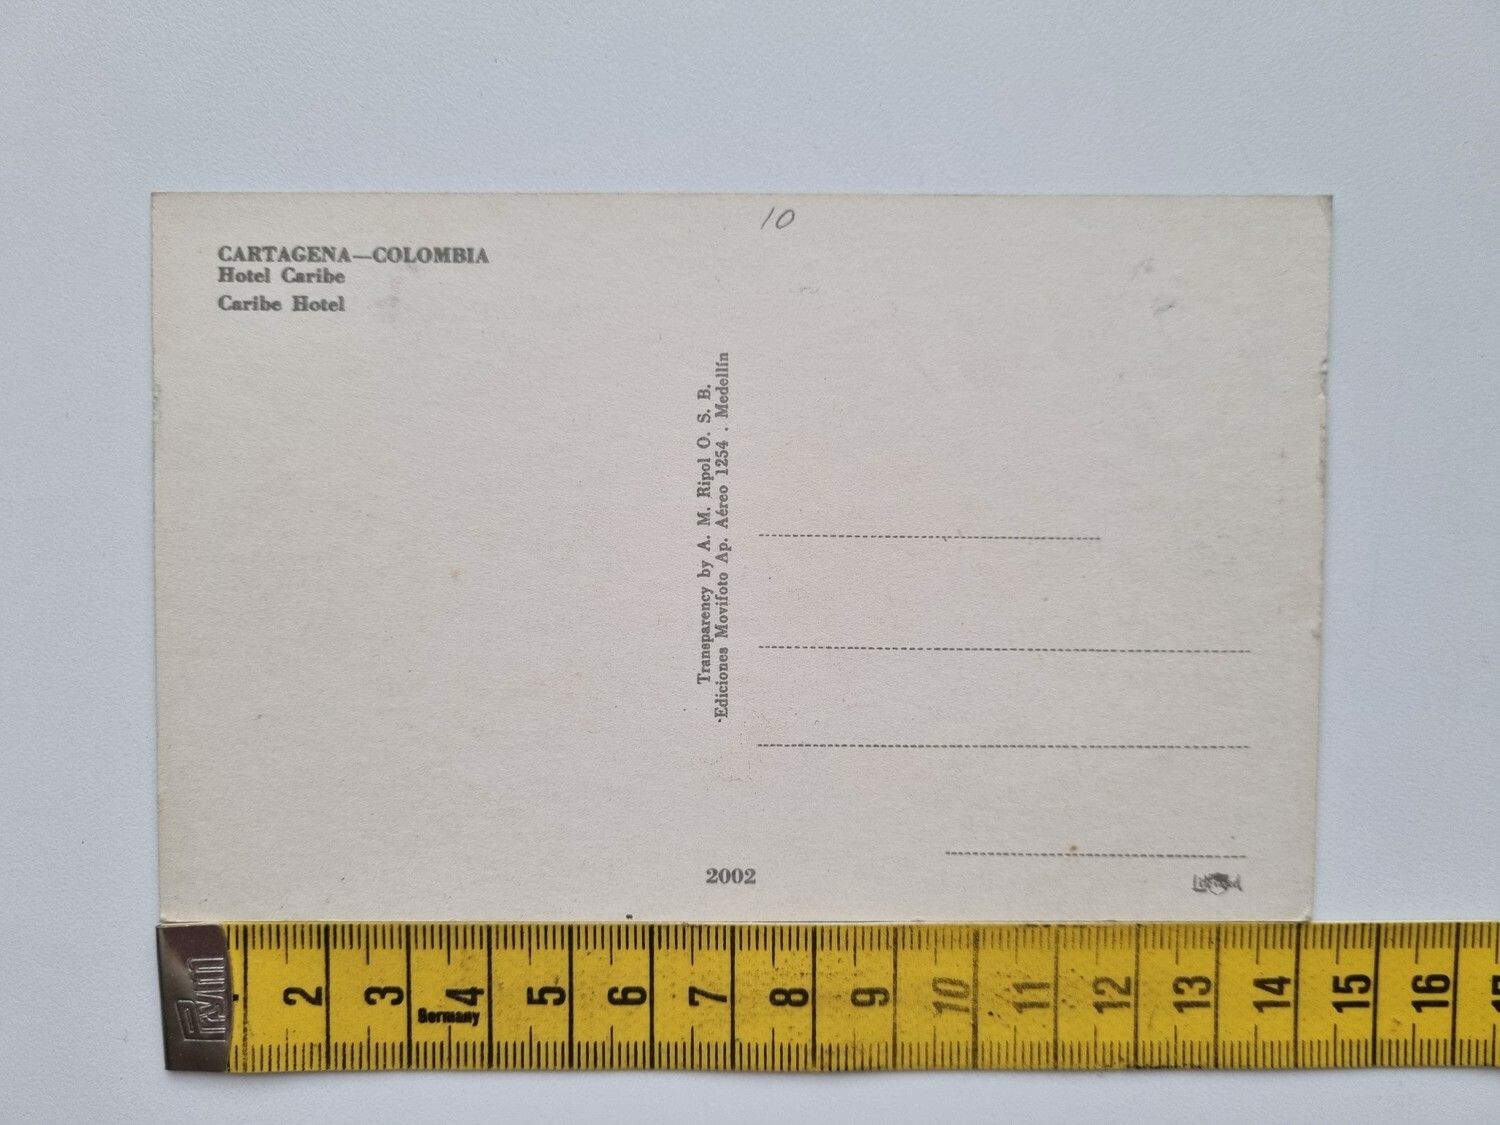 10
CARTAGENA—COLOMBIA
Hotel Caribe
Caribe Hotel
Transparency by A. M. Ripol O. S. B.
Ediciones Movifoto Ap. Aéreo 1254 . Medellín
2002
2 3 4 5 6 7 8 9 10 11 12 13 14 15 16
Germany